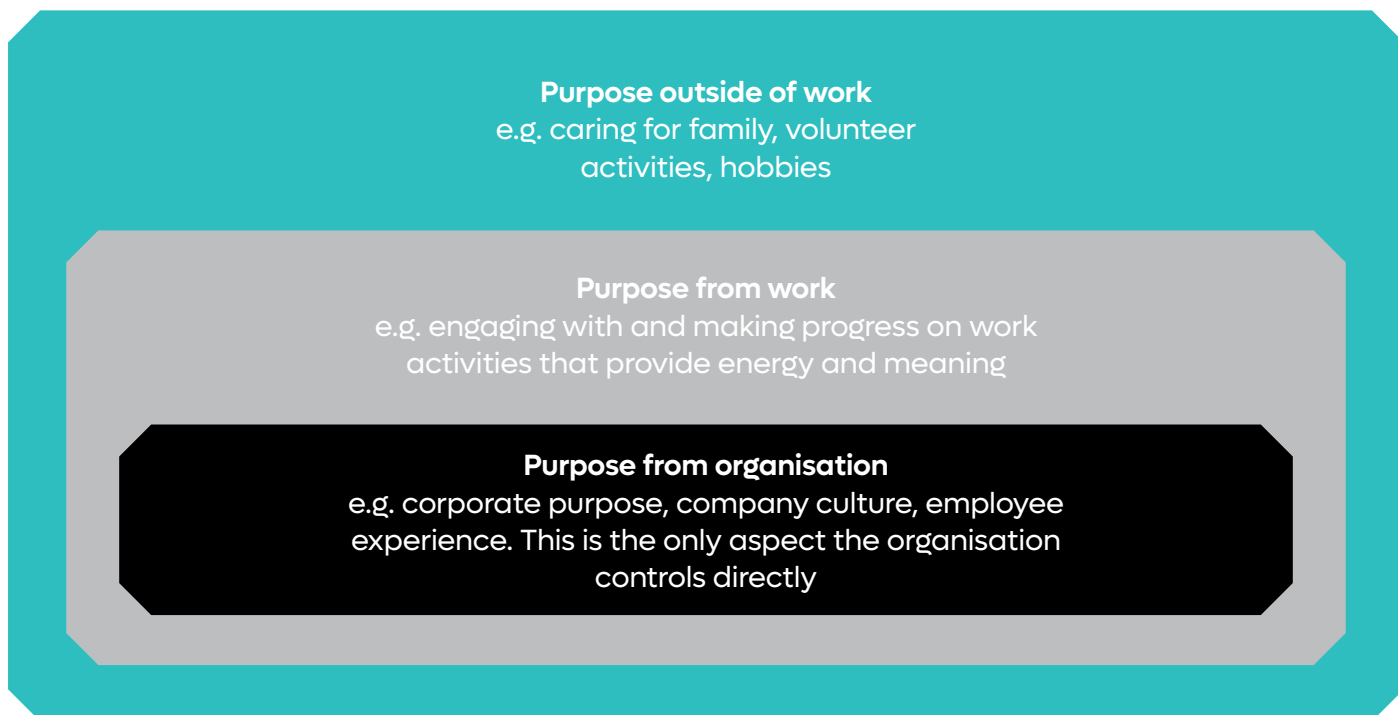 Purpose outside of work
e.g. caring for family, volunteer
activities, hobbies
Purpose from work
e.g. engaging with and making progress on work
activities that provide energy and meaning
Purpose from organisation
e.g. corporate purpose, company culture, employee
experience. This is the only aspect the organisation
controls directly